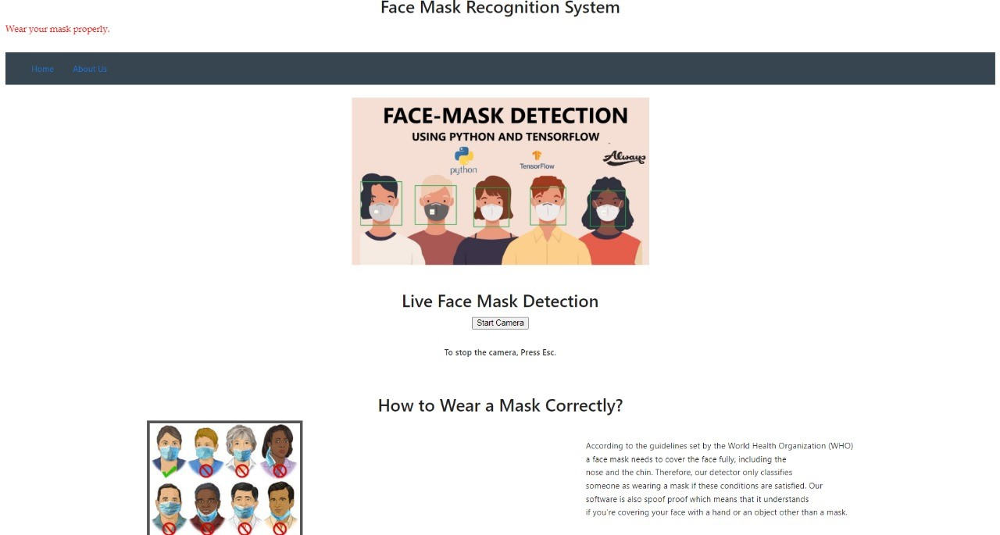 Face Mask Recognition System
Wear your mask properly.
Home About Us
FACE-MASK DETECTION
USING PYTHON AND TENSORFLOW
python TensorFlow Always
Live Face Mask Detection
Start Camera
To stop the camera, Press Esc.
How to Wear a Mask Correctly?
According to the guidelines set by the World Health Organization (WHO)
a face mask needs to cover the face fully, including the
nose and the chin. Therefore, our detector only classifies
someone as wearing a mask if these conditions are satisfied. Our
software is also spoof proof which means that it understands
if you're covering your face with a hand or an object other than a mask.